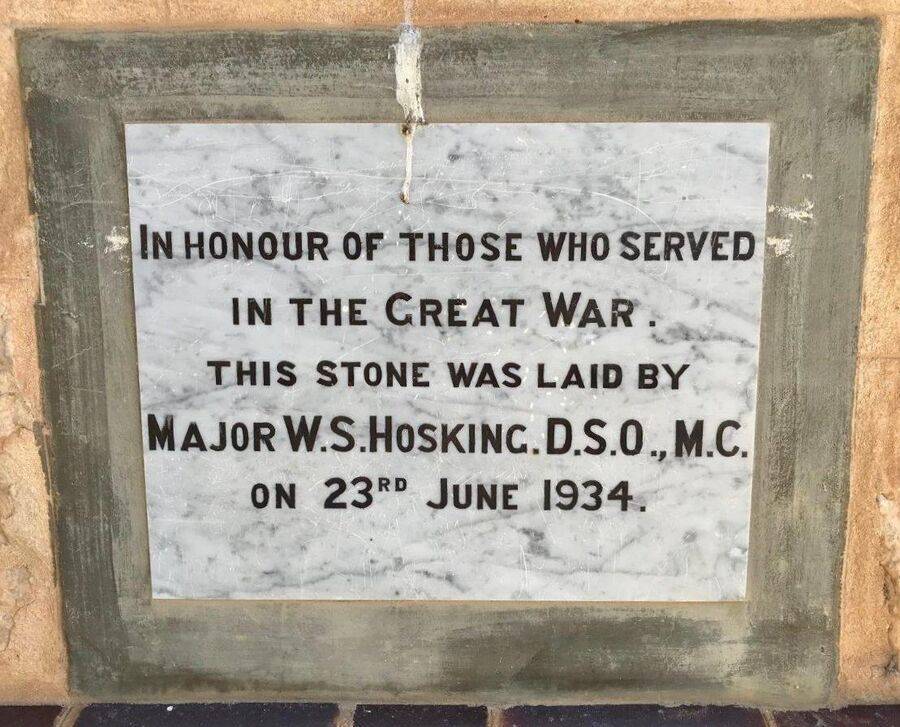 IN HONOUR OF THOSE WHO SERVED
IN THE GREAT WAR.
THIS STONE WAS LAID BY
MAJOR W.S. HOSKING. D.S.O., M.C.
ON 23RD JUNE 1934.